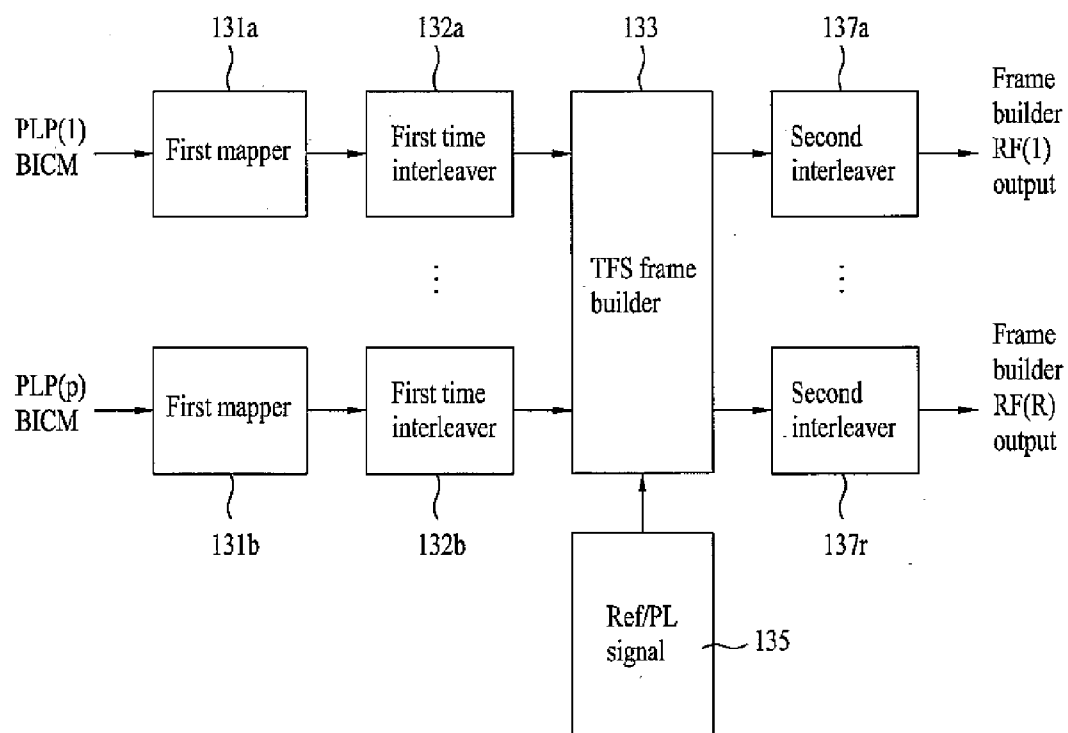 131a
132a
133
137a
PLP(1)
BICM
First mapper
First time
interleaver
Second
interleaver
Frame
builder
RF(1)
output
TFS frame
builder
PLP(p)
BICM
First mapper
First time
interleaver
Second
interleaver
Frame
builder
RF(R)
output
131b
132b
137r
Ref/PL
signal
135